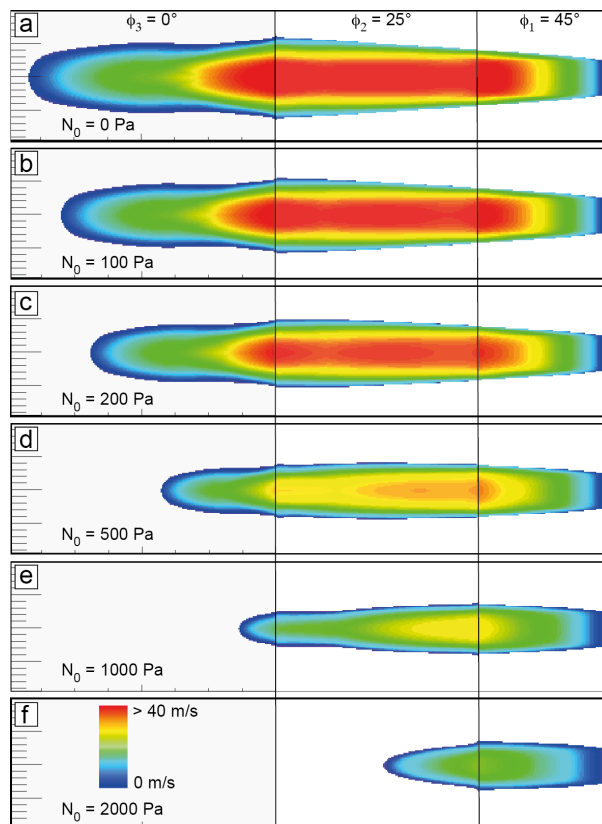 a
ϕ₃ = 0°
ϕ₂ = 25°
ϕ₁ = 45°
N₀ = 0 Pa
b
N₀ = 100 Pa
c
N₀ = 200 Pa
d
N₀ = 500 Pa
e
N₀ = 1000 Pa
f
> 40 m/s
0 m/s
N₀ = 2000 Pa